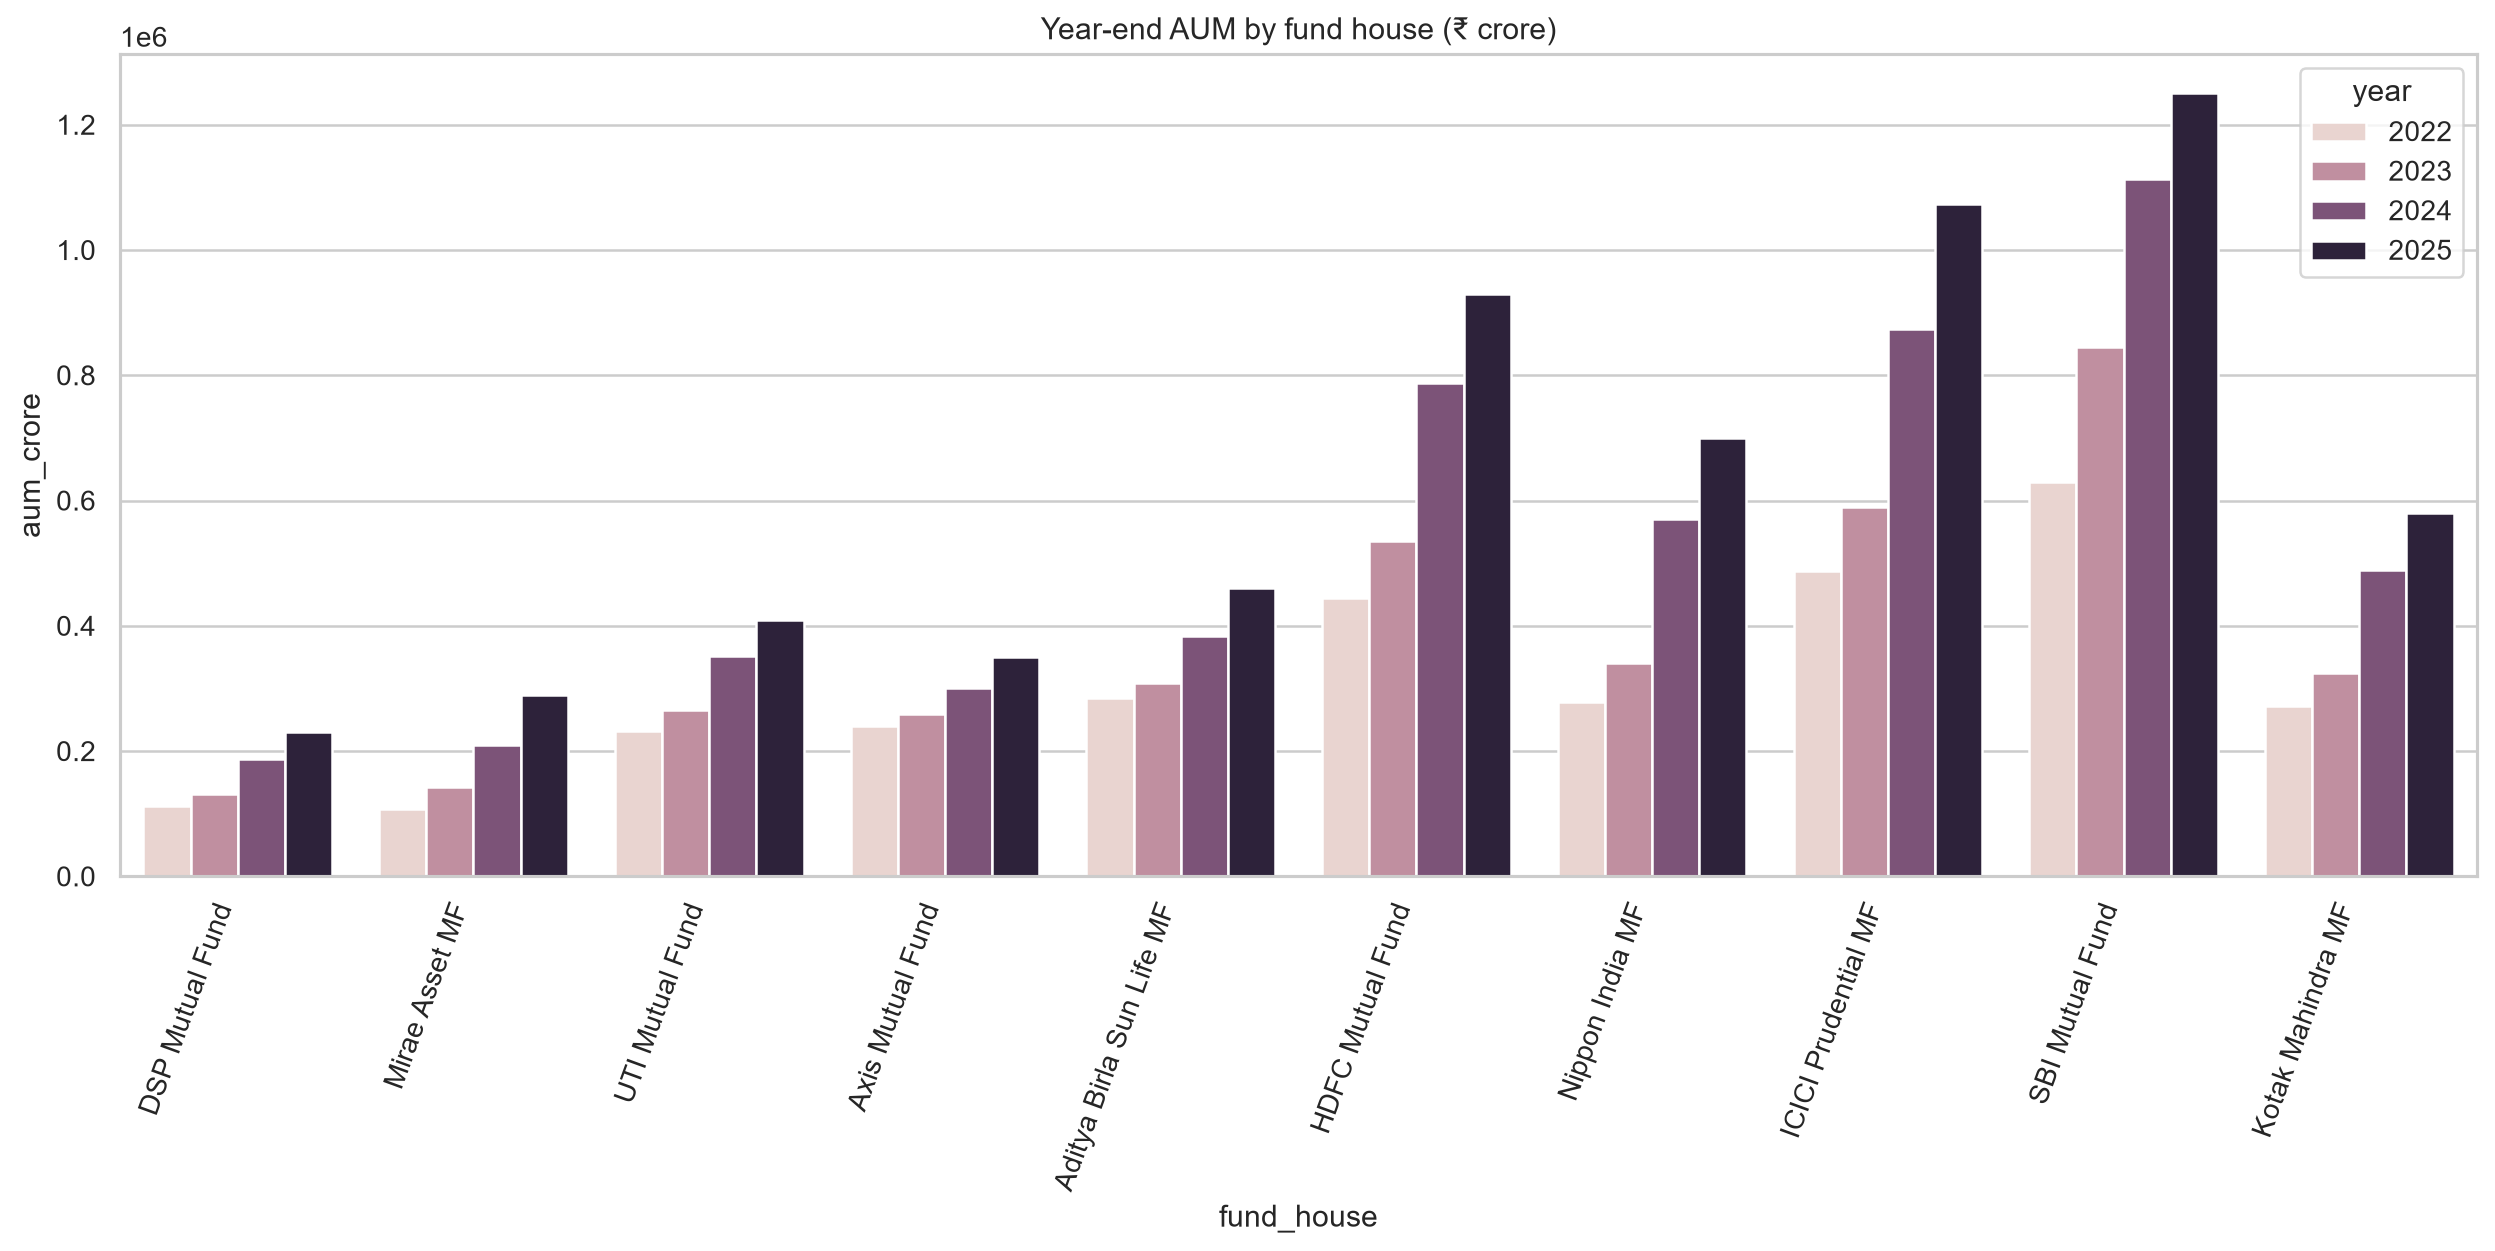 Year-end AUM by fund house (₹ crore)
1e6
1.2
1.0
0.8
0.6
0.4
0.2
0.0
aum_crore
year
2022
2023
2024
2025
DSP Mutual Fund
Mirae Asset MF
UTI Mutual Fund
Axis Mutual Fund
Aditya Birla Sun Life MF
HDFC Mutual Fund
Nippon India MF
ICICI Prudential MF
SBI Mutual Fund
Kotak Mahindra MF
fund_house